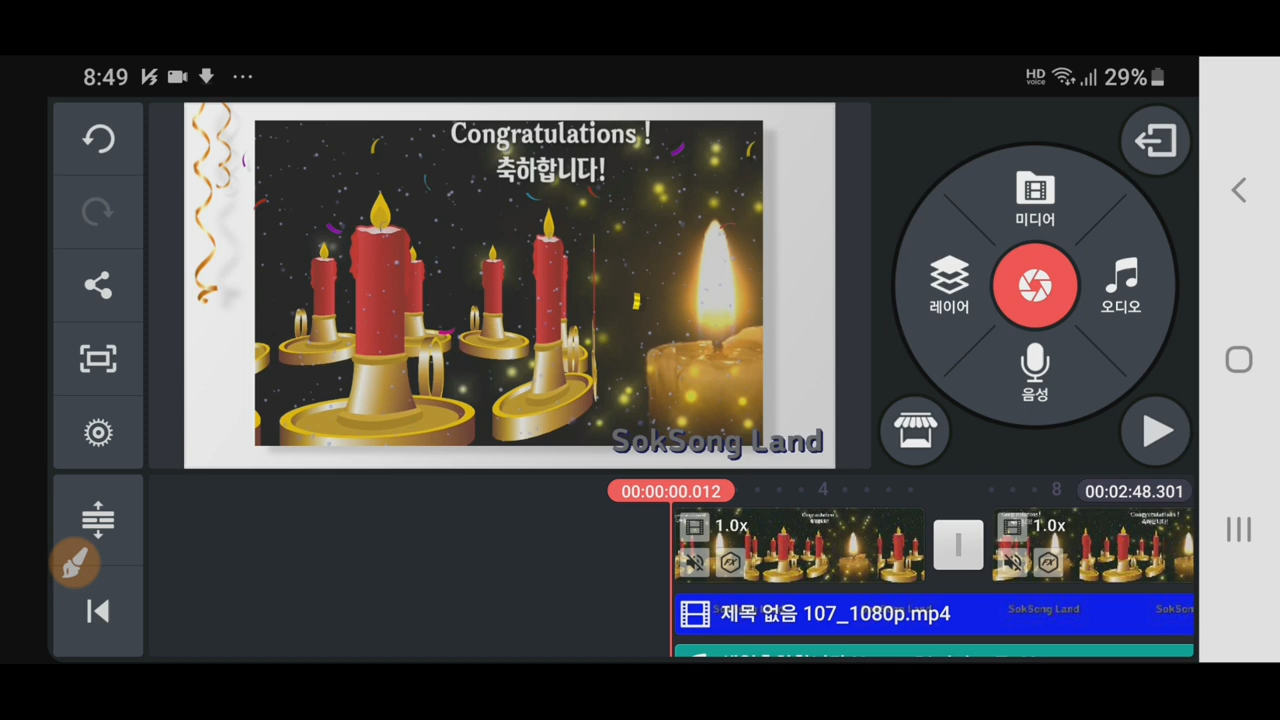 8:49
HD voice
29%
Congratulations !
축하합니다!
SokSong Land
미디어
레이어
오디오
음성
00:00:00.012
4
8
00:02:48.301
1.0x
1.0x
제목 없음 107_1080p.mp4
SokSong Land